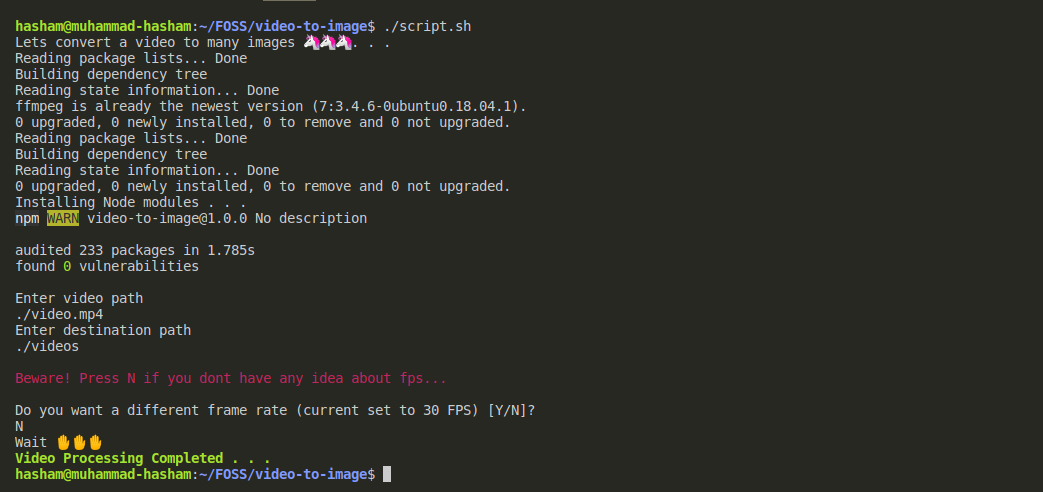 hasham@muhammad-hasham:~/FOSS/video-to-image$ ./script.sh
Lets convert a video to many images 🦄🦄🦄. . .
Reading package lists... Done
Building dependency tree
Reading state information... Done
ffmpeg is already the newest version (7:3.4.6-0ubuntu0.18.04.1).
0 upgraded, 0 newly installed, 0 to remove and 0 not upgraded.
Reading package lists... Done
Building dependency tree
Reading state information... Done
0 upgraded, 0 newly installed, 0 to remove and 0 not upgraded.
Installing Node modules . . .
npm WARN video-to-image@1.0.0 No description
audited 233 packages in 1.785s
found 0 vulnerabilities
Enter video path
./video.mp4
Enter destination path
./videos
Beware! Press N if you dont have any idea about fps...
Do you want a different frame rate (current set to 30 FPS) [Y/N]?
N
Wait ✋✋✋
Video Processing Completed . . .
hasham@muhammad-hasham:~/FOSS/video-to-image$